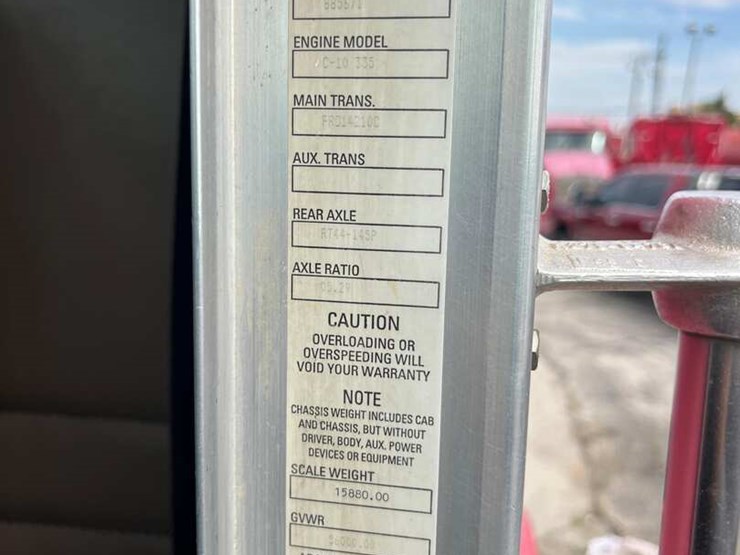 ENGINE MODEL
C-10 335
MAIN TRANS.
AUX. TRANS
REAR AXLE
RT44-145P
AXLE RATIO
CAUTION
OVERLOADING OR
OVERSPEEDING WILL
VOID YOUR WARRANTY
NOTE
CHASSIS WEIGHT INCLUDES CAB
AND CHASSIS, BUT WITHOUT
DRIVER, BODY, AUX. POWER
DEVICES OR EQUIPMENT
SCALE WEIGHT
15880.00
GVWR